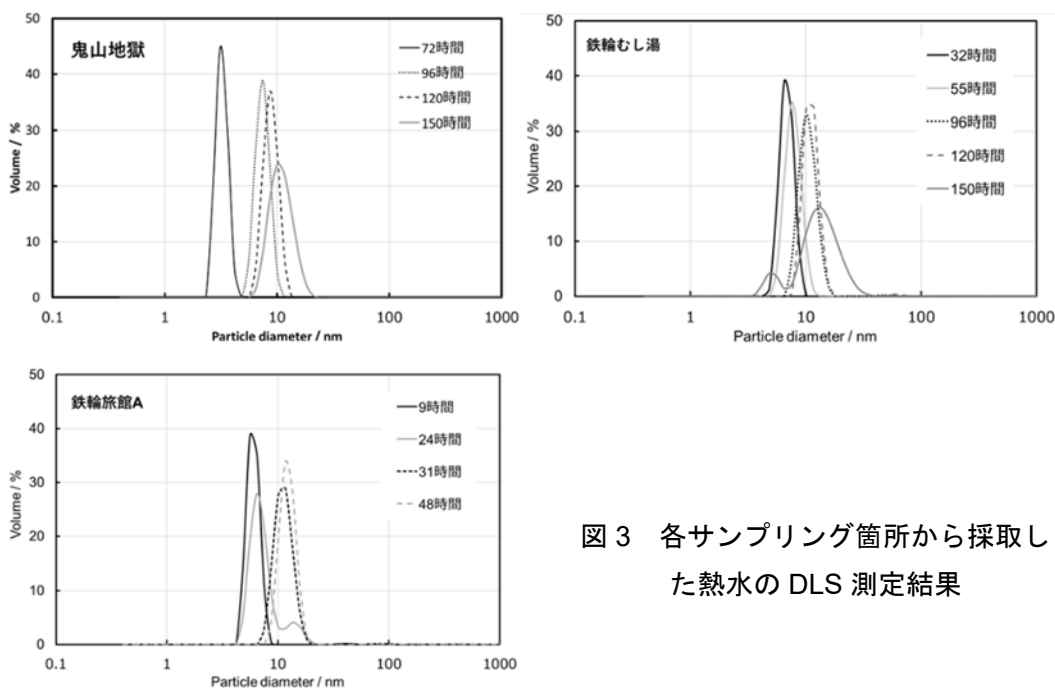 鬼山地獄
50
40
30
20
10
0
Volume / %
0.1 1 10 100 1000
Particle diameter / nm
72時間
96時間
120時間
150時間
鉄輪むし湯
50
40
30
20
10
0
Volume / %
0.1 1 10 100 1000
Particle diameter / nm
32時間
55時間
96時間
120時間
150時間
鉄輪旅館A
50
40
30
20
10
0
Volume / %
0.1 1 10 100 1000
Particle diameter / nm
9時間
24時間
31時間
48時間
図 3 各サンプリング箇所から採取し
た熱水の DLS 測定結果